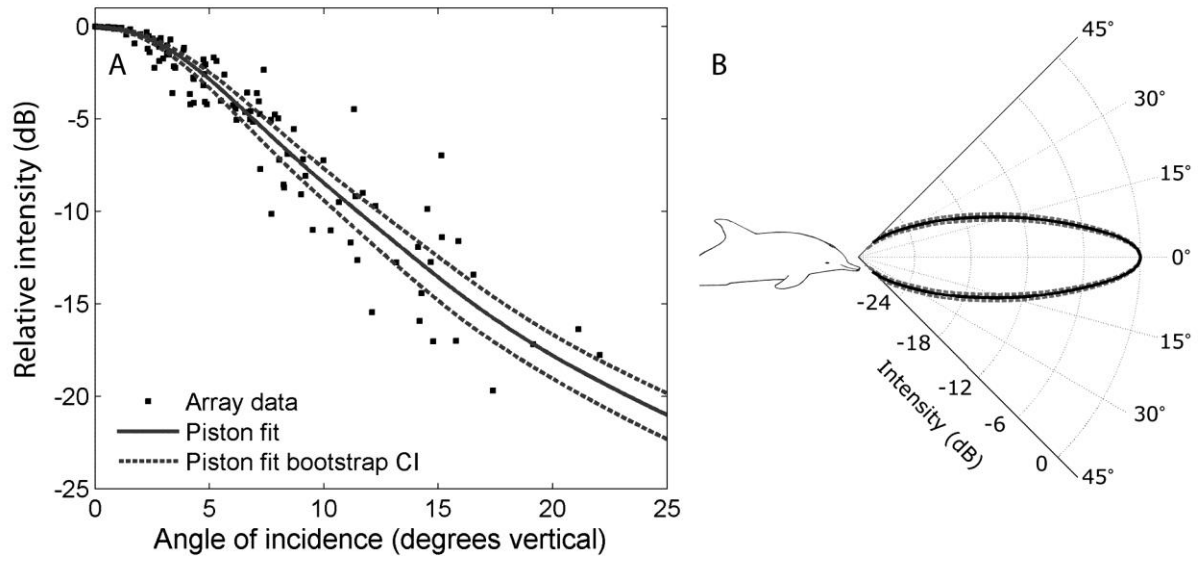 A
Relative intensity (dB)
0
-5
-10
-15
-20
-25
Array data
Piston fit
Piston fit bootstrap CI
0 5 10 15 20 25
Angle of incidence (degrees vertical)
B
45°
30°
15°
0°
15°
30°
45°
-24
-18
-12
-6
0
Intensity (dB)